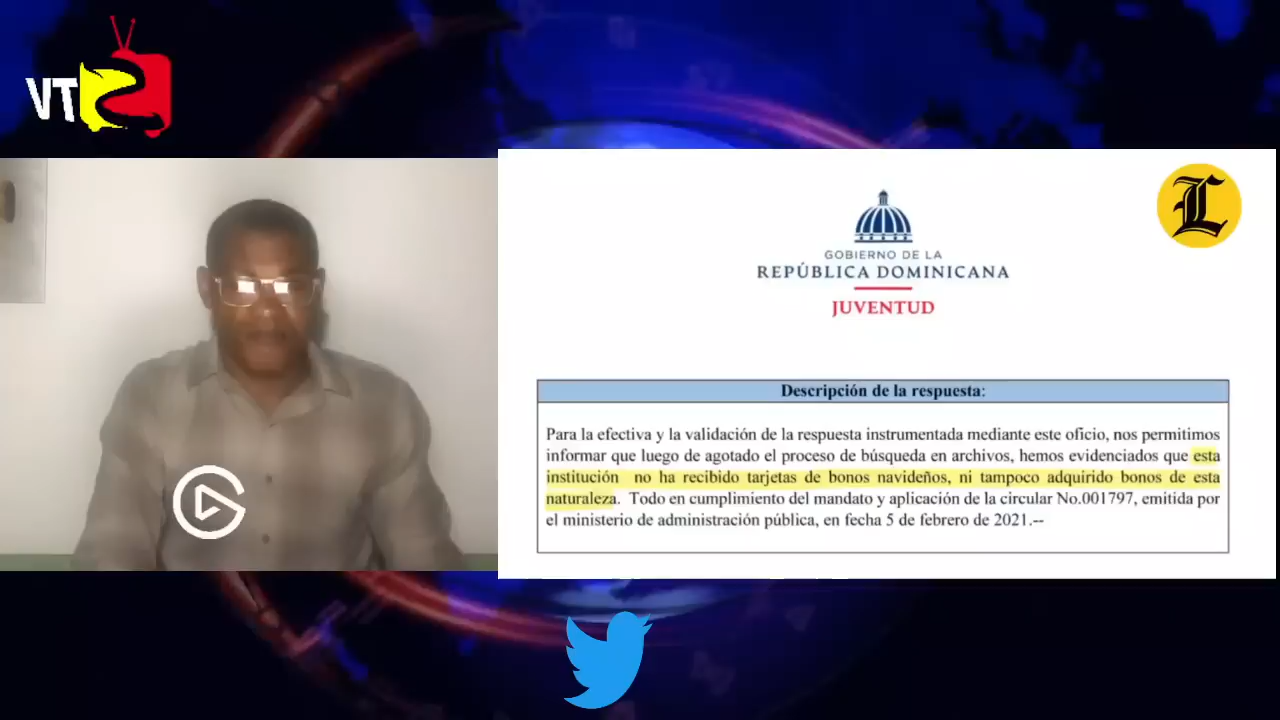 VT
L
GOBIERNO DE LA
REPÚBLICA DOMINICANA
JUVENTUD
Descripción de la respuesta:
Para la efectiva y la validación de la respuesta instrumentada mediante este oficio, nos permitimos
informar que luego de agotado el proceso de búsqueda en archivos, hemos evidenciados que esta
institución no ha recibido tarjetas de bonos navideños, ni tampoco adquirido bonos de esta
naturaleza. Todo en cumplimiento del mandato y aplicación de la circular No.001797, emitida por
el ministerio de administración pública, en fecha 5 de febrero de 2021.--